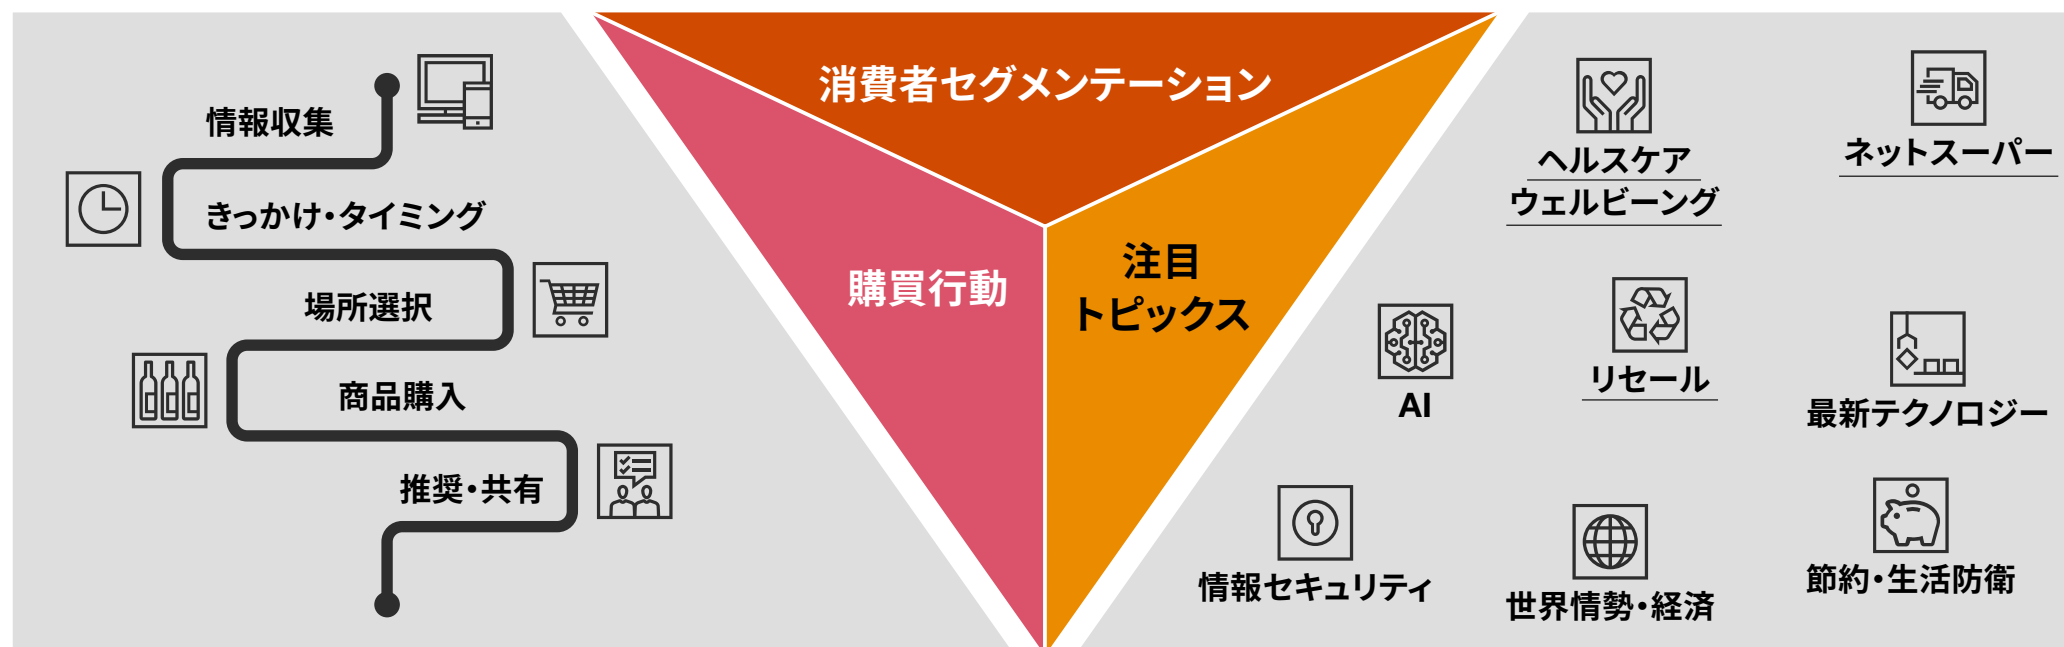 消費者セグメンテーション
購買行動
注目
トピックス
情報収集
きっかけ・タイミング
場所選択
商品購入
推奨・共有
ヘルスケア
ウェルビーング
ネットスーパー
AI
リセール
最新テクノロジー
情報セキュリティ
世界情勢・経済
節約・生活防衛